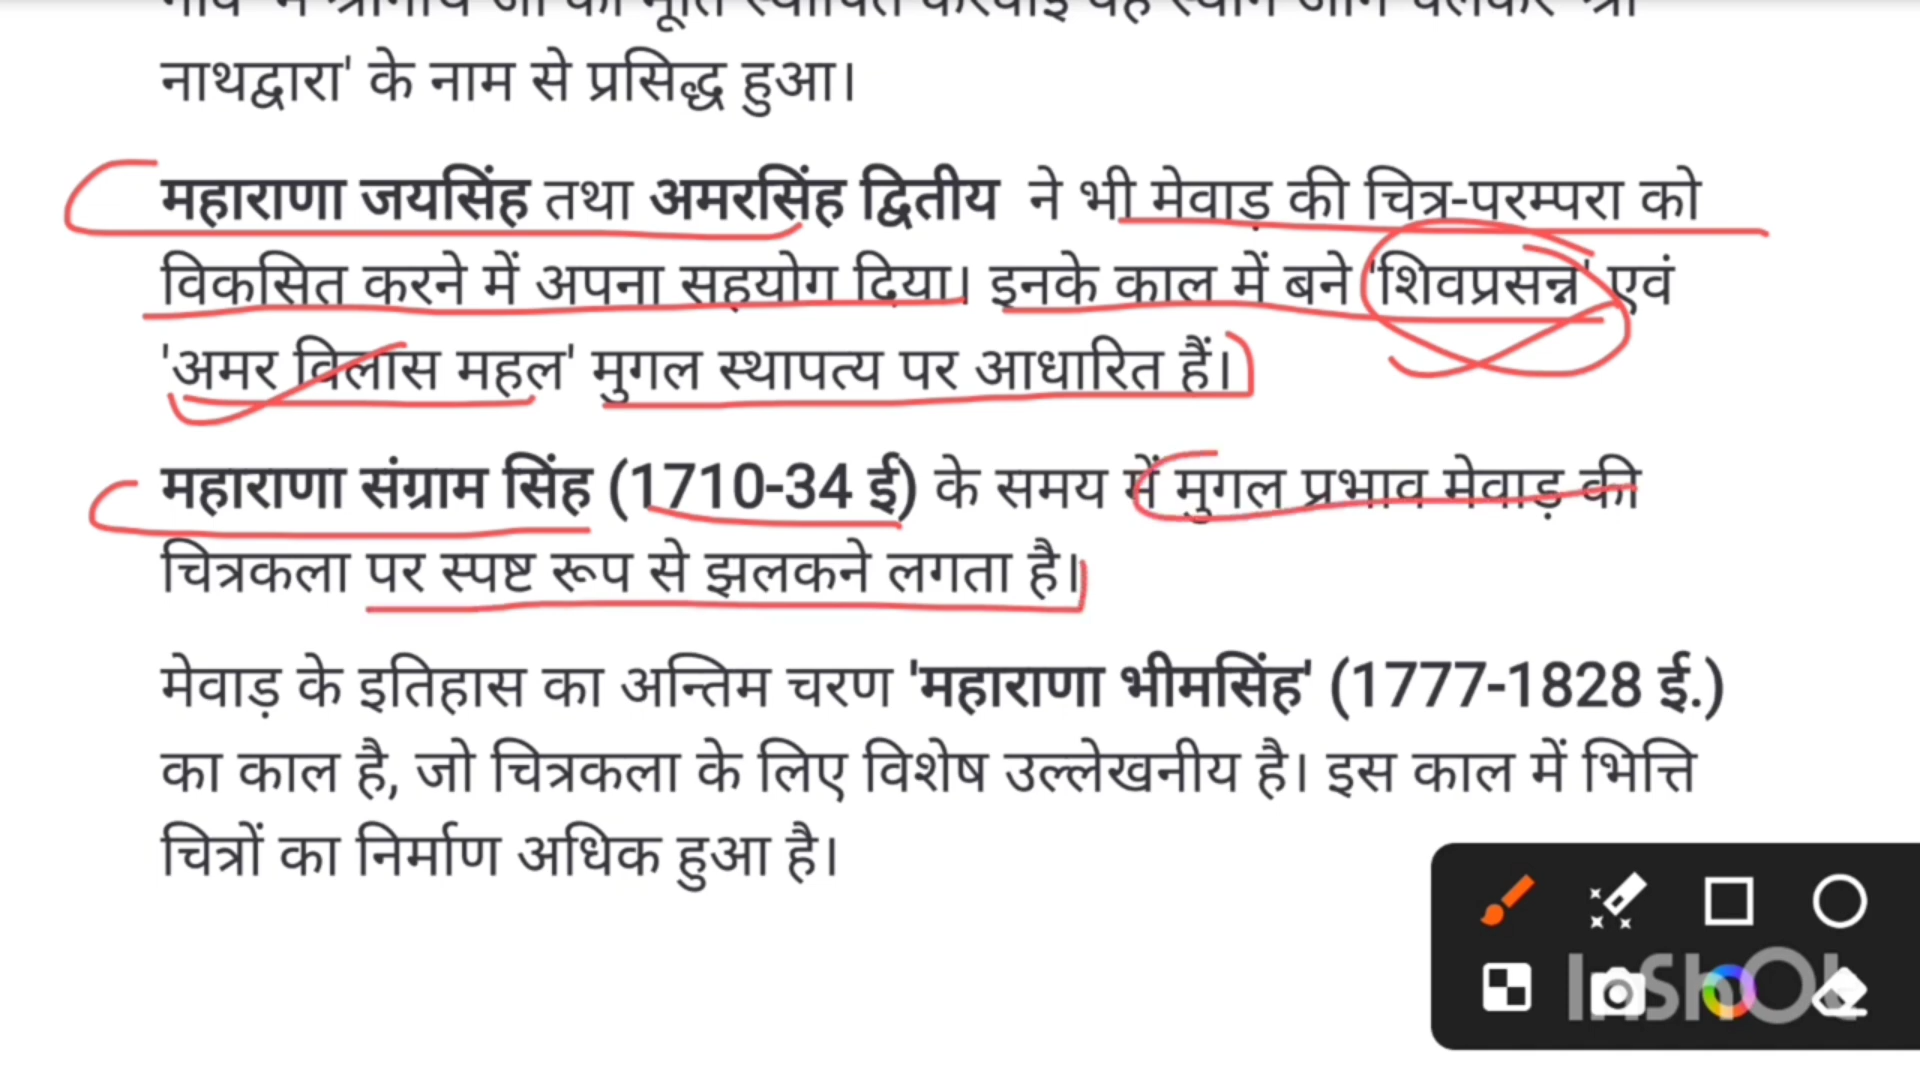 नाथद्वारा' के नाम से प्रसिद्ध हुआ।
महाराणा जयसिंह तथा अमरसिंह द्वितीय ने भी मेवाड़ की चित्र-परम्परा को
विकसित करने में अपना सहयोग दिया। इनके काल में बने 'शिवप्रसन्न' एवं
'अमर विलास महल' मुगल स्थापत्य पर आधारित हैं।
महाराणा संग्राम सिंह (1710-34 ई) के समय में मुगल प्रभाव मेवाड़ की
चित्रकला पर स्पष्ट रूप से झलकने लगता है।
मेवाड़ के इतिहास का अन्तिम चरण 'महाराणा भीमसिंह' (1777-1828 ई.)
का काल है, जो चित्रकला के लिए विशेष उल्लेखनीय है। इस काल में भित्ति
चित्रों का निर्माण अधिक हुआ है।
InShOt